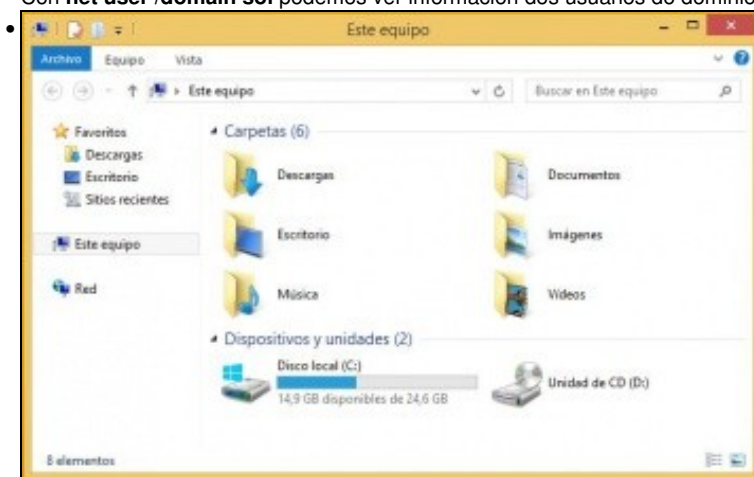 Con net user /domain sol podemos ver información dos usuarios do dominio
Este equipo
Archivo Equipo Vista
Este equipo Buscar en Este equipo
Favoritos
Descargas
Escritorio
Sitios recientes
Este equipo
Red
Carpetas (6)
Descargas Documentos
Escritorio Imágenes
Música Vídeos
Dispositivos y unidades (2)
Disco local (C:)
14,9 GB disponibles de 24,6 GB
Unidad de CD (D:)
8 elementos